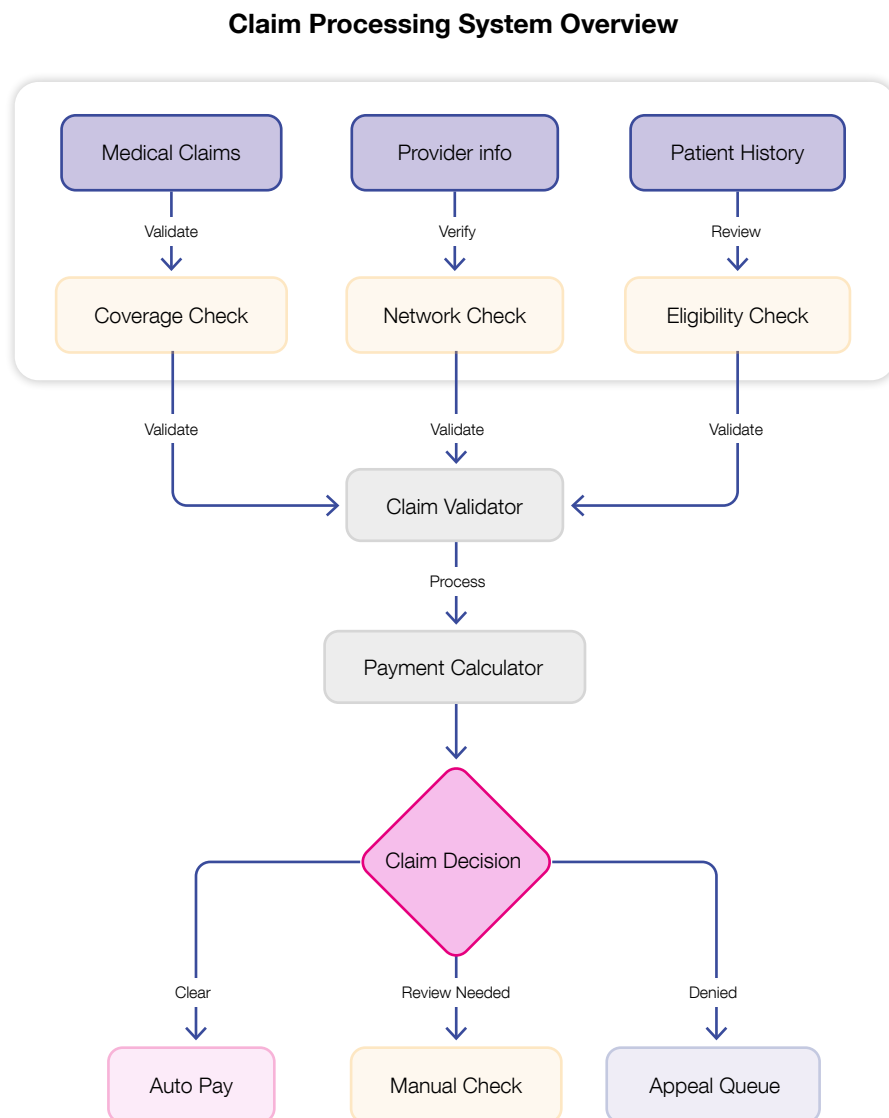 Claim Processing System Overview
Medical Claims
Provider info
Patient History
Validate
Verify
Review
Coverage Check
Network Check
Eligibility Check
Validate
Validate
Validate
Claim Validator
Process
Payment Calculator
Claim Decision
Clear
Review Needed
Denied
Auto Pay
Manual Check
Appeal Queue